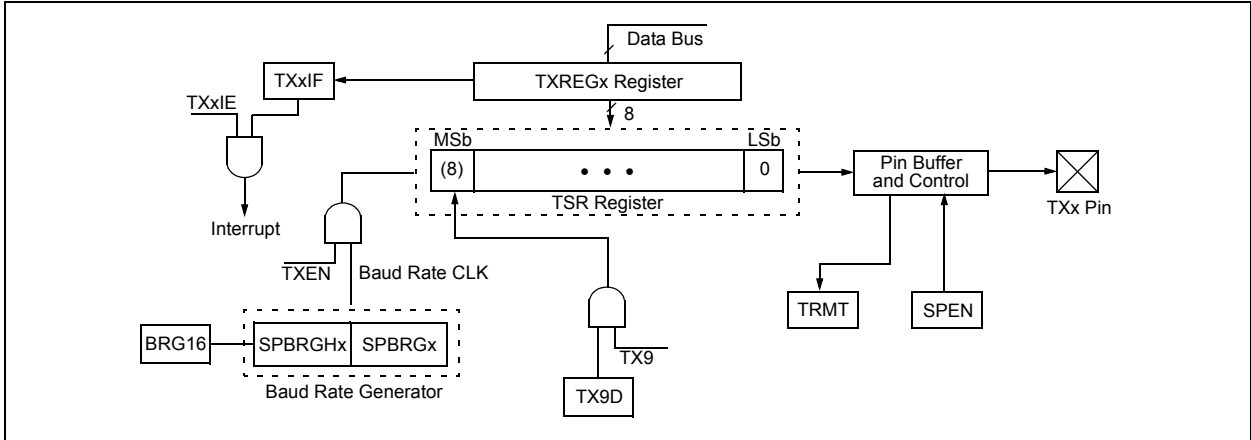 Data Bus
TXxIF
TXREGx Register
TXxIE
8
MSb
LSb
(8)
• • •
0
TSR Register
Pin Buffer
and Control
TXx Pin
Interrupt
TXEN
Baud Rate CLK
TRMT
SPEN
BRG16
SPBRGHx
SPBRGx
TX9
Baud Rate Generator
TX9D